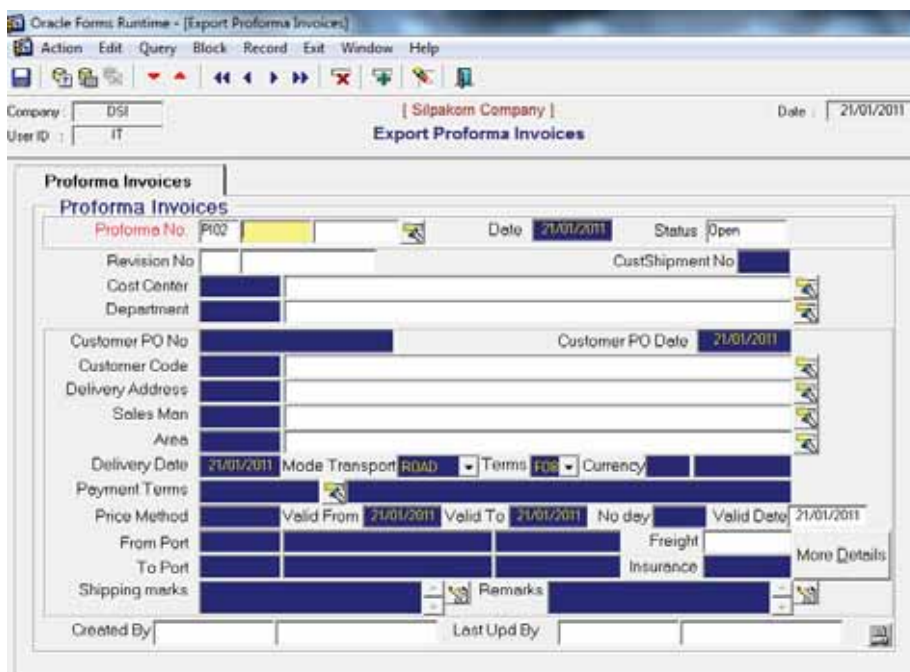 Oracle Forms Runtime - [Export Proforma Invoices]
Action Edit Query Block Record Exit Window Help
Company : DSI [ Silpakorn Company ] Date : 21/01/2011
User ID : IT Export Proforma Invoices
Proforma Invoices
Proforma Invoices
Proforma No. PI02 Date 21/01/2011 Status Open
Revision No CustShipment No
Cost Center
Department
Customer PO No Customer PO Date 21/01/2011
Customer Code
Delivery Address
Sales Man
Area
Delivery Date 21/01/2011 Mode Transport ROAD Terms FOB Currency
Payment Terms
Price Method Valid From 21/01/2011 Valid To 21/01/2011 No day Valid Date 21/01/2011
From Port Freight
More Details
To Port Insurance
Shipping marks Remarks
Created By Last Upd By